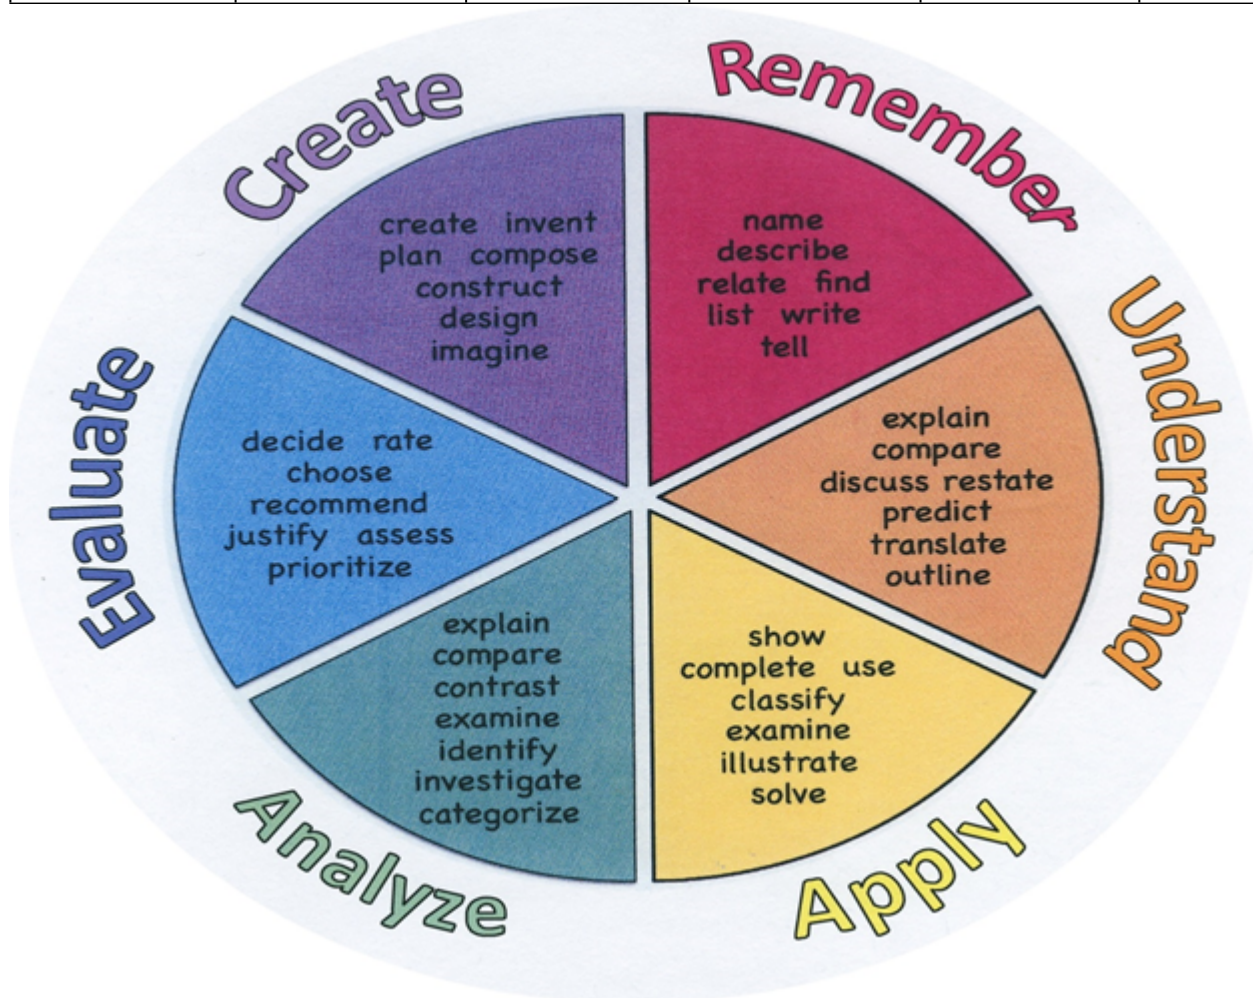 Remember
name
describe
relate find
list write
tell
Understand
explain
compare
discuss restate
predict
translate
outline
Apply
show
complete use
classify
examine
illustrate
solve
Analyze
explain
compare
contrast
examine
identify
investigate
categorize
Evaluate
decide rate
choose
recommend
justify assess
prioritize
Create
create invent
plan compose
construct
design
imagine